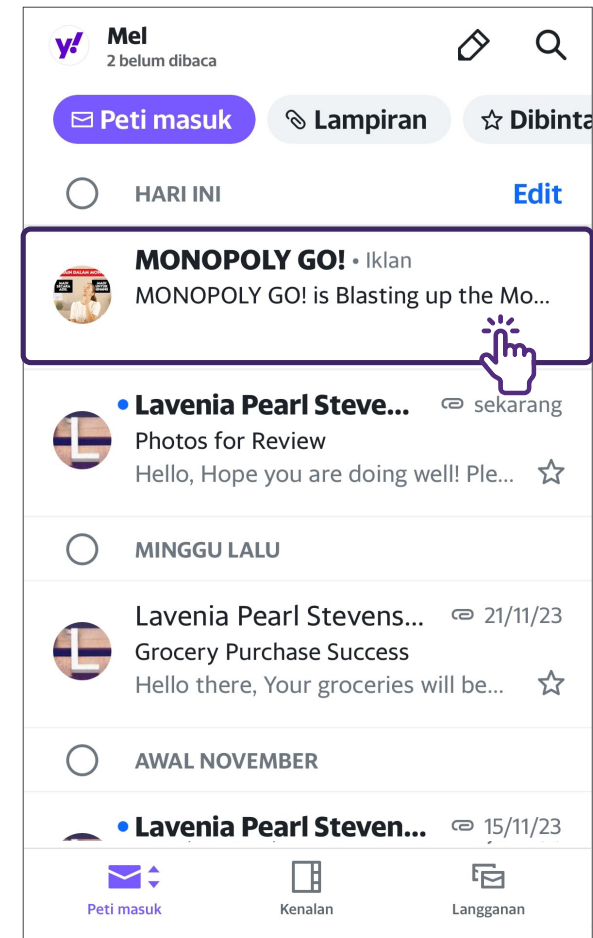 y!
Mel
2 belum dibaca
Peti masuk
Lampiran
Dibinta
HARI INI
Edit
MONOPOLY GO! • Iklan
MONOPOLY GO! is Blasting up the Mo...
Lavenia Pearl Steve... sekarang
Photos for Review
Hello, Hope you are doing well! Ple...
MINGGU LALU
Lavenia Pearl Stevens... 21/11/23
Grocery Purchase Success
Hello there, Your groceries will be...
AWAL NOVEMBER
Lavenia Pearl Steven... 15/11/23
Peti masuk
Kenalan
Langganan